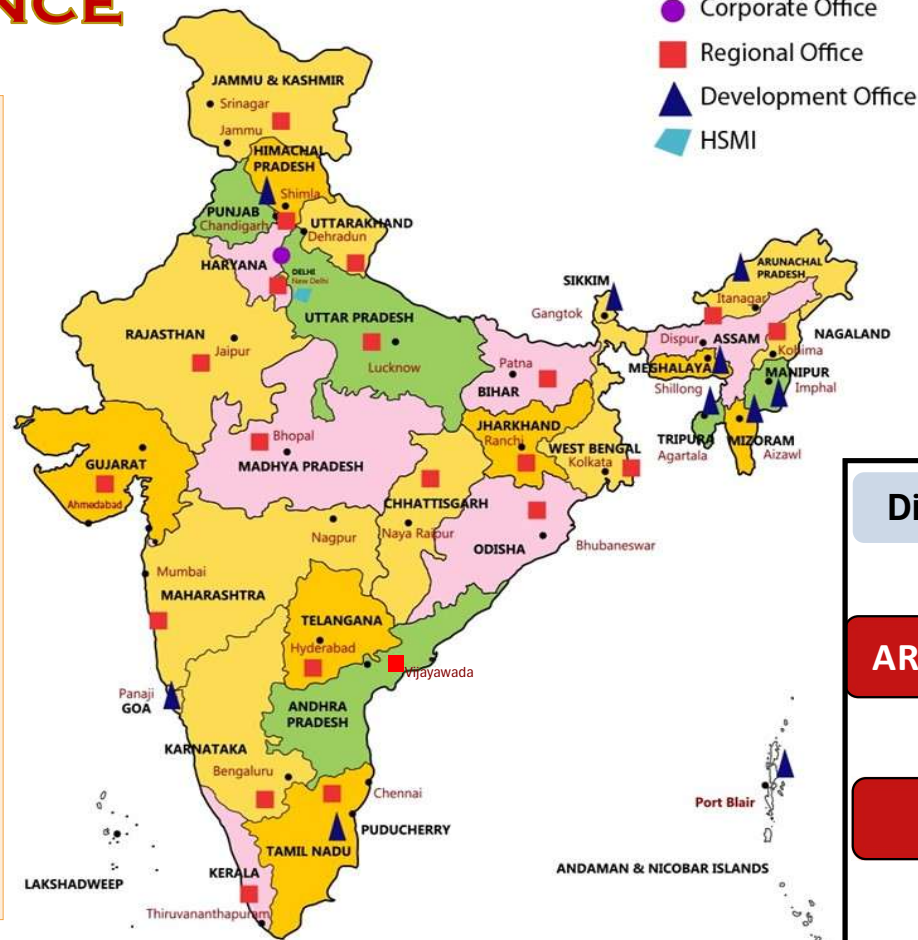 NCE
Corporate Office
Regional Office
Development Office
HSMI
JAMMU & KASHMIR
Srinagar
Jammu
HIMACHAL
PRADESH
Shimla
PUNJAB
Chandigarh
UTTARAKHAND
Dehradun
HARYANA
DELHI
New Delhi
RAJASTHAN
Jaipur
UTTAR PRADESH
Lucknow
SIKKIM
Gangtok
ARUNACHAL
PRADESH
Itanagar
Dispur
ASSAM
NAGALAND
Kohima
MEGHALAYA
Shillong
MANIPUR
Imphal
TRIPURA
Agartala
MIZORAM
Aizawl
Patna
BIHAR
JHARKHAND
Ranchi
WEST BENGAL
Kolkata
GUJARAT
Ahmedabad
Bhopal
MADHYA PRADESH
CHHATTISGARH
Naya Raipur
Nagpur
ODISHA
Bhubaneswar
Mumbai
MAHARASHTRA
TELANGANA
Hyderabad
Vijayawada
Panaji
GOA
ANDHRA
PRADESH
KARNATAKA
Bengaluru
Chennai
PUDUCHERRY
TAMIL NADU
KERALA
Thiruvananthapuram
LAKSHADWEEP
Port Blair
ANDAMAN & NICOBAR ISLANDS
Di
AR